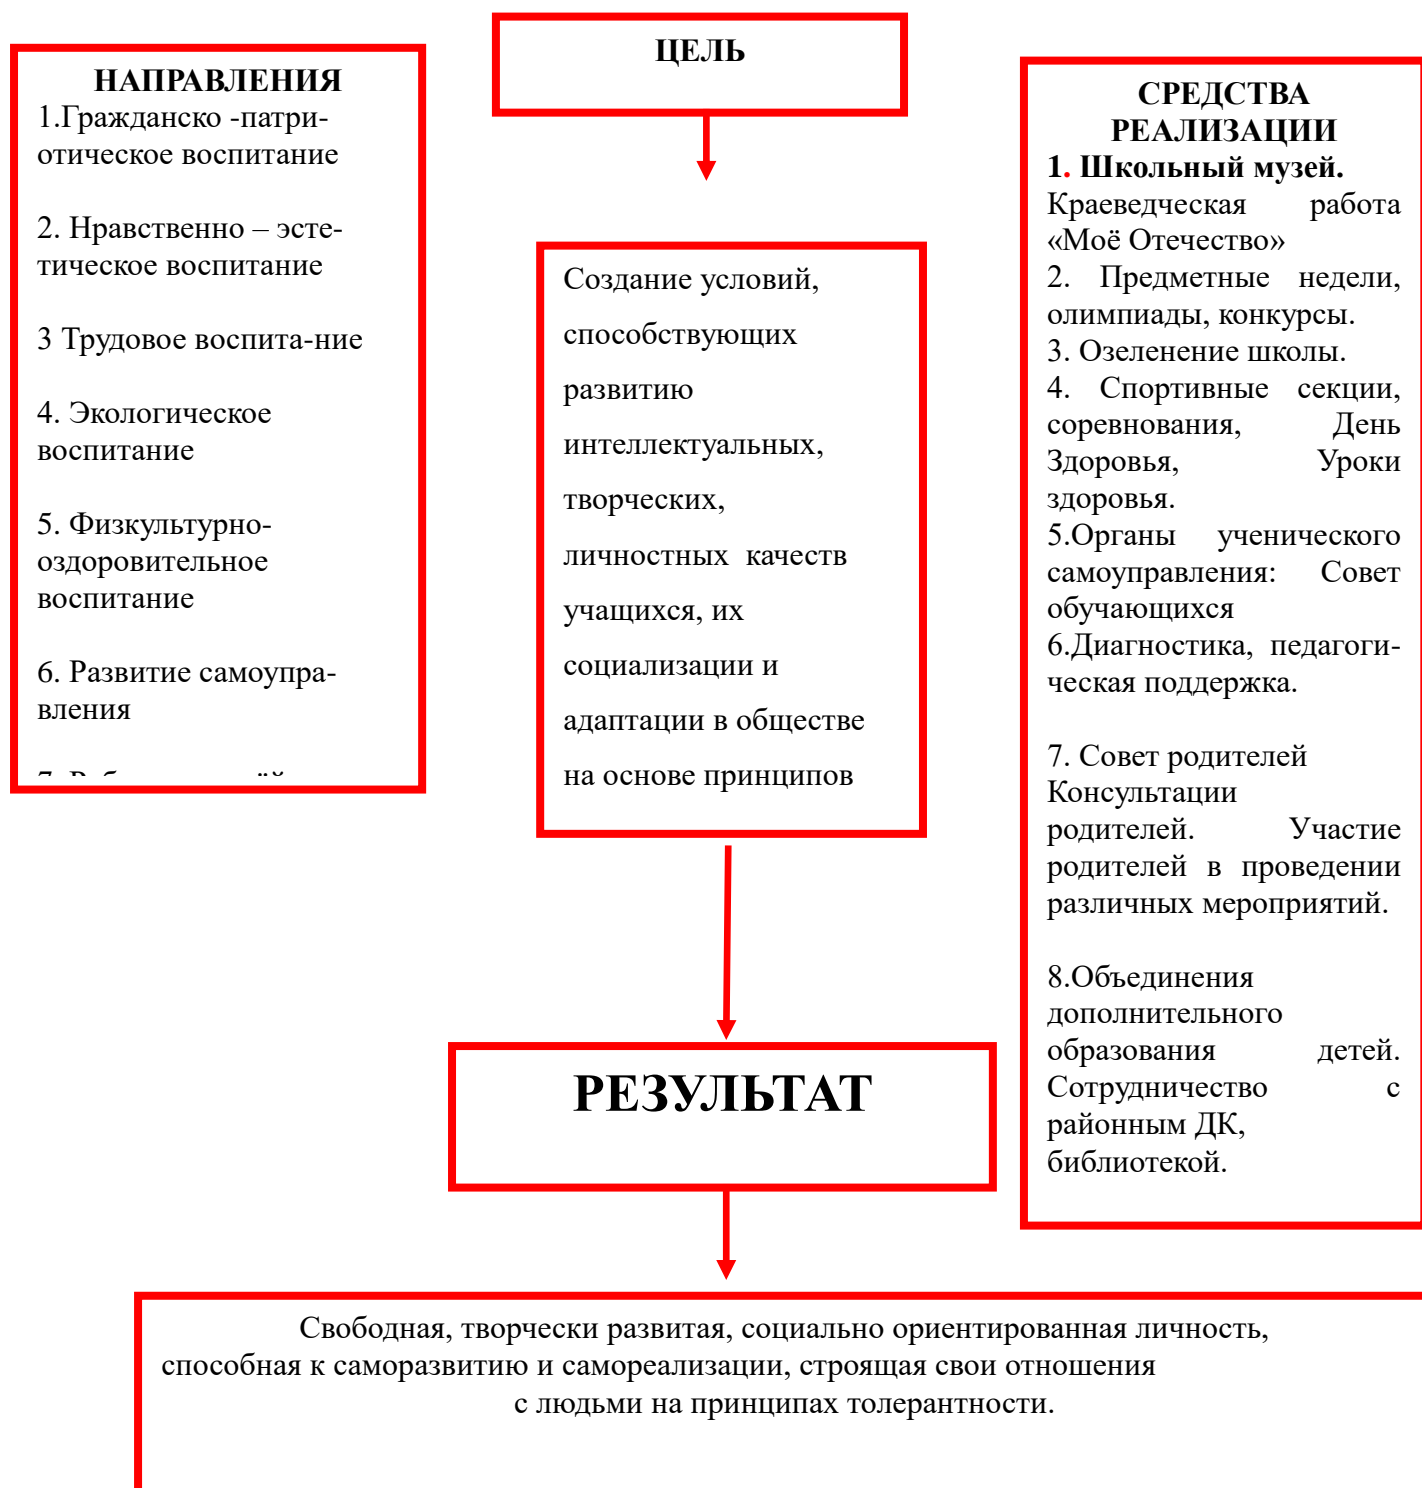 ЦЕЛЬ
НАПРАВЛЕНИЯ
1.Гражданско -патри-
отическое воспитание
2. Нравственно – эсте-
тическое воспитание
3 Трудовое воспита-ние
4. Экологическое
воспитание
5. Физкультурно-
оздоровительное
воспитание
6. Развитие самоупра-
вления
Создание условий,
способствующих
развитию
интеллектуальных,
творческих,
личностных качеств
учащихся, их
социализации и
адаптации в обществе
на основе принципов
СРЕДСТВА
РЕАЛИЗАЦИИ
1. Школьный музей.
Краеведческая работа
«Моё Отечество»
2. Предметные недели,
олимпиады, конкурсы.
3. Озеленение школы.
4. Спортивные секции,
соревнования, День
Здоровья, Уроки
здоровья.
5.Органы ученического
самоуправления: Совет
обучающихся
6.Диагностика, педагоги-
ческая поддержка.
7. Совет родителей
Консультации
родителей. Участие
родителей в проведении
различных мероприятий.
8.Объединения
дополнительного
образования детей.
Сотрудничество с
районным ДК,
библиотекой.
РЕЗУЛЬТАТ
Свободная, творчески развитая, социально ориентированная личность,
способная к саморазвитию и самореализации, строящая свои отношения
с людьми на принципах толерантности.